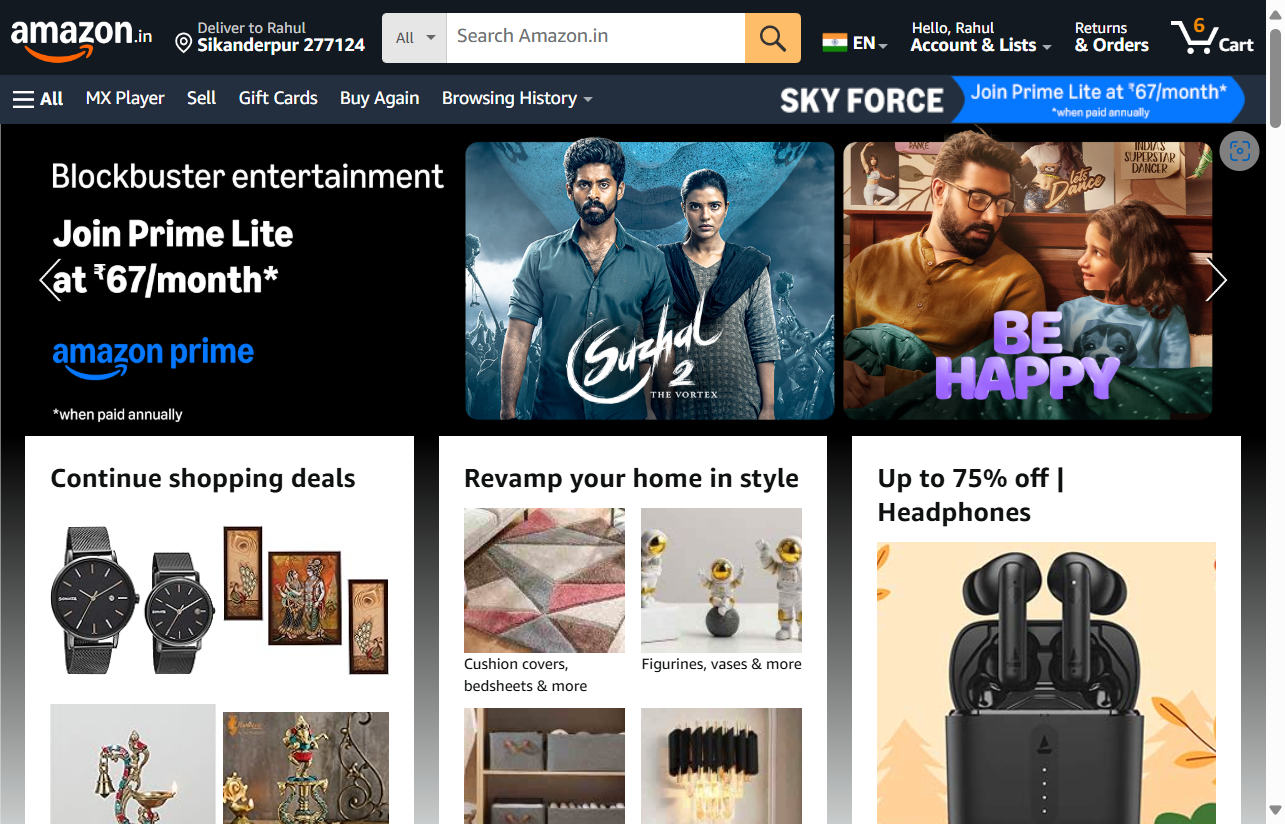 amazon.in
Deliver to Rahul
Sikanderpur 277124
All
Search Amazon.in
EN
Hello, Rahul
Account & Lists
Returns
& Orders
6
Cart
All
MX Player
Sell
Gift Cards
Buy Again
Browsing History
SKY FORCE
Join Prime Lite at ₹67/month*
*when paid annually
Blockbuster entertainment
Join Prime Lite
at ₹67/month*
amazon prime
*when paid annually
Suzhal
2
THE VORTEX
DANCE
Let's
Dance
INDIA'S
SUPERSTAR
DANCER
BE
HAPPY
Continue shopping deals
SONATA
SONATA
Revamp your home in style
Cushion covers,
bedsheets & more
Figurines, vases & more
Up to 75% off |
Headphones